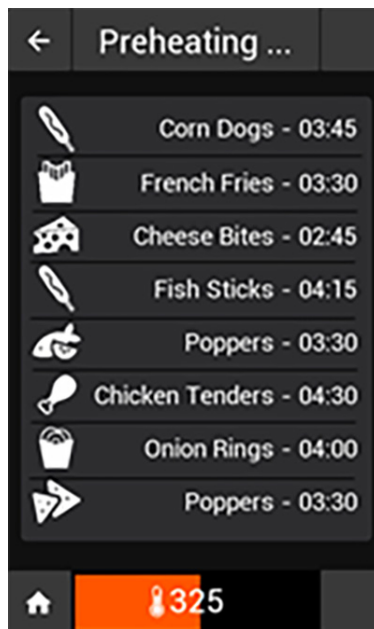 Preheating ...
Corn Dogs - 03:45
French Fries - 03:30
Cheese Bites - 02:45
Fish Sticks - 04:15
Poppers - 03:30
Chicken Tenders - 04:30
Onion Rings - 04:00
Poppers - 03:30
325